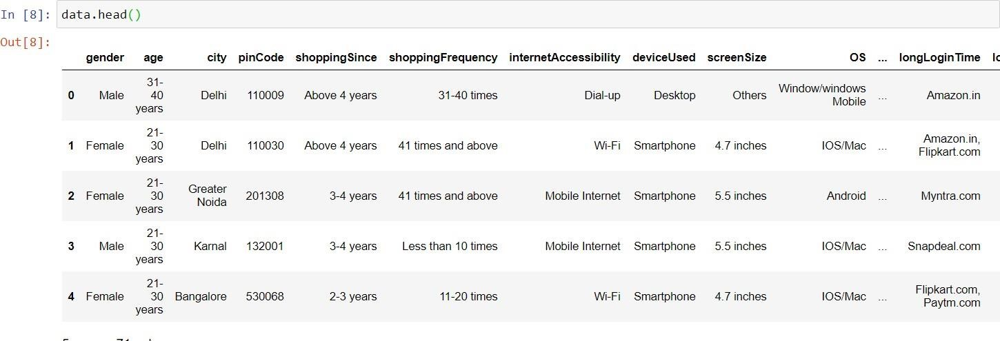 In [8]: data.head()
Out[8]:
gender age city pinCode shoppingSince shoppingFrequency internetAccessibility deviceUsed screenSize OS ... longLoginTime
0 Male 31-
40
years Delhi 110009 Above 4 years 31-40 times Dial-up Desktop Others Window/windows
Mobile ... Amazon.in
1 Female 21-
30
years Delhi 110030 Above 4 years 41 times and above Wi-Fi Smartphone 4.7 inches IOS/Mac ... Amazon.in,
Flipkart.com
2 Female 21-
30
years Greater
Noida 201308 3-4 years 41 times and above Mobile Internet Smartphone 5.5 inches Android ... Myntra.com
3 Male 21-
30
years Karnal 132001 3-4 years Less than 10 times Mobile Internet Smartphone 5.5 inches IOS/Mac ... Snapdeal.com
4 Female 21-
30
years Bangalore 530068 2-3 years 11-20 times Wi-Fi Smartphone 4.7 inches IOS/Mac ... Flipkart.com,
Paytm.com